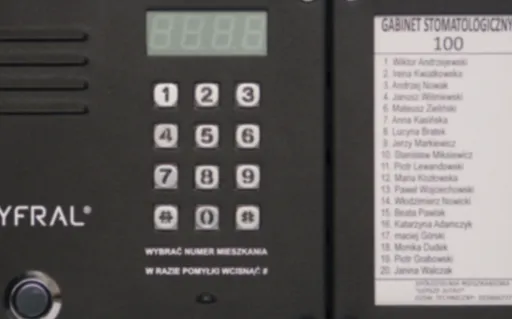 GABINET STOMATOLOGICZNY
100
1 2 3
4 5 6
7 8 9
0 #
YFRAL®
WYBRAĆ NUMER MIESZKANIA
W RAZIE POMYŁKI WCISNĄĆ #
1 Wiktor Andrzejewski
2. Irena Kwiatkowska
3. Andrzej Nowak
4. Janusz Wiśniewski
6 Mateusz Zieliński
7 Anna Kasińska
8 Lucyna Bratek
9. Jerzy Markiewicz
10. Stanisław Miksiewicz
11. Piotr Lewandowski
12. Maria Kozłowska
13. Paweł Wojciechowski
14. Włodzimierz Nowicki
15. Beata Pawlak
16. Katarzyna Adamczyk
17. maciej Górski
18. Monika Dudek
19. Piotr Grabowski
20. Janina Walczak